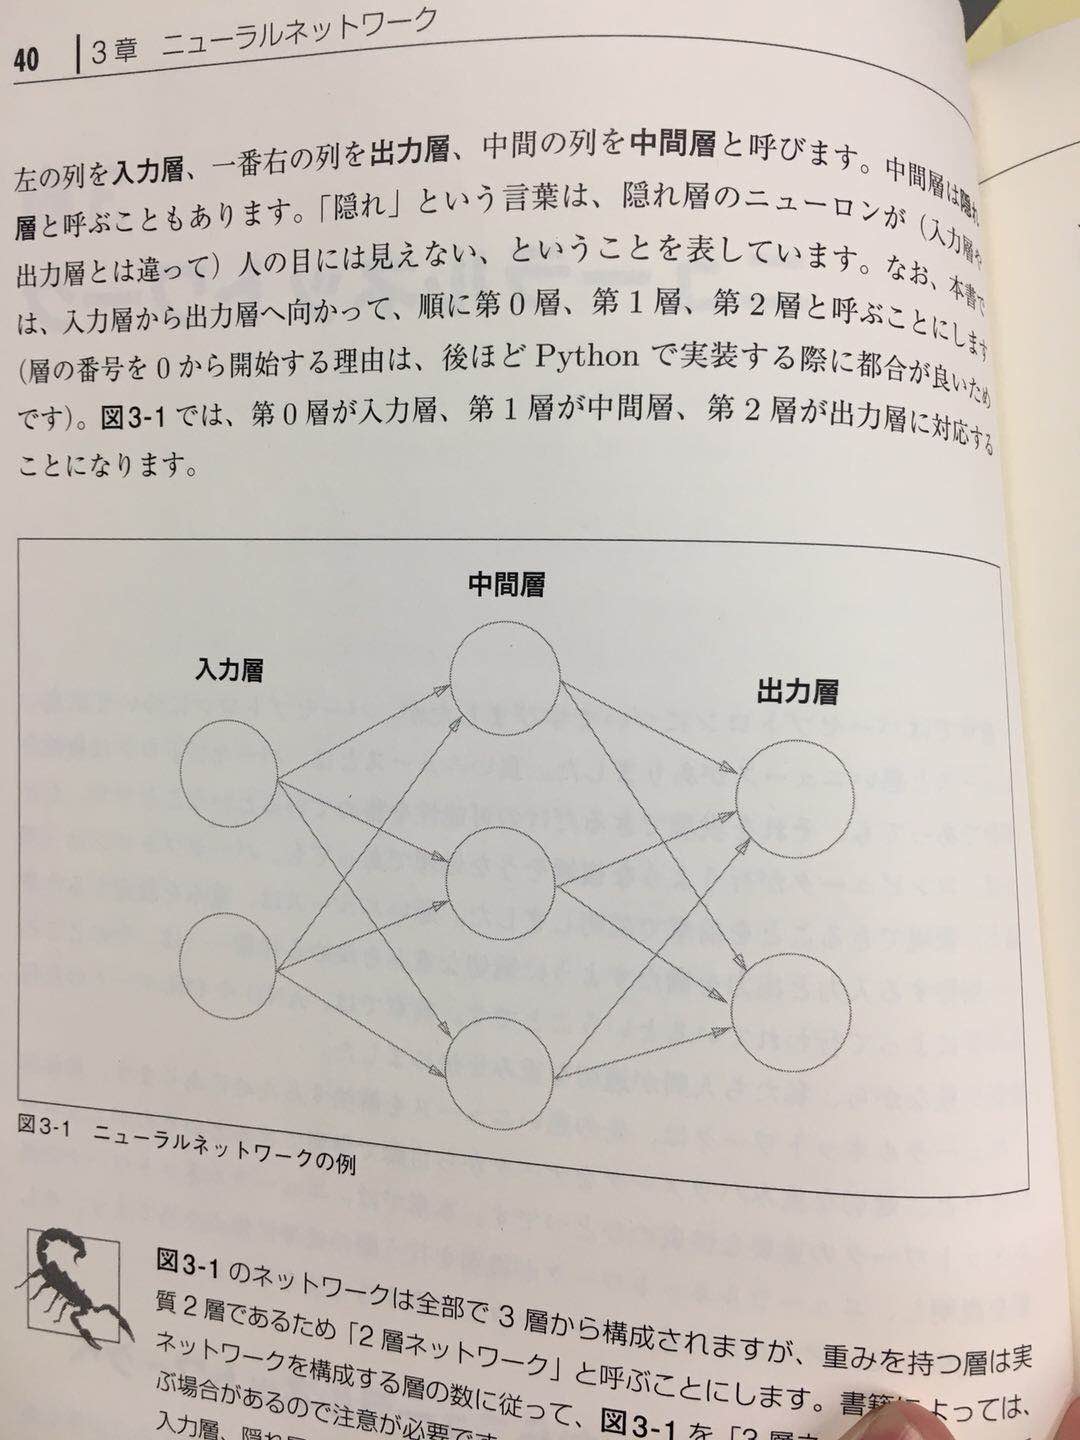 40
3章 ニューラルネットワーク
左の列を入力層、一番右の列を出力層、中間の列を中間層と呼びます。中間層は隠れ
層と呼ぶこともあります。「隠れ」という言葉は、隠れ層のニューロンが（入力層や
出力層とは違って）人の目には見えない、ということを表しています。なお、本書で
は、入力層から出力層へ向かって、順に第0層、第1層、第2層と呼ぶことにします
（層の番号を0から開始する理由は、後ほどPythonで実装する際に都合が良いため
です）。図3-1では、第0層が入力層、第1層が中間層、第2層が出力層に対応する
ことになります。
中間層
入力層
出力層
図3-1 ニューラルネットワークの例
図3-1のネットワークは全部で3層から構成されますが、重みを持つ層は実
質2層であるため「2層ネットワーク」と呼ぶことにします。書籍によっては、
ネットワークを構成する層の数に従って、図3-1を「3層
ぶ場合があるので注意が必要です
入力層、隠れ